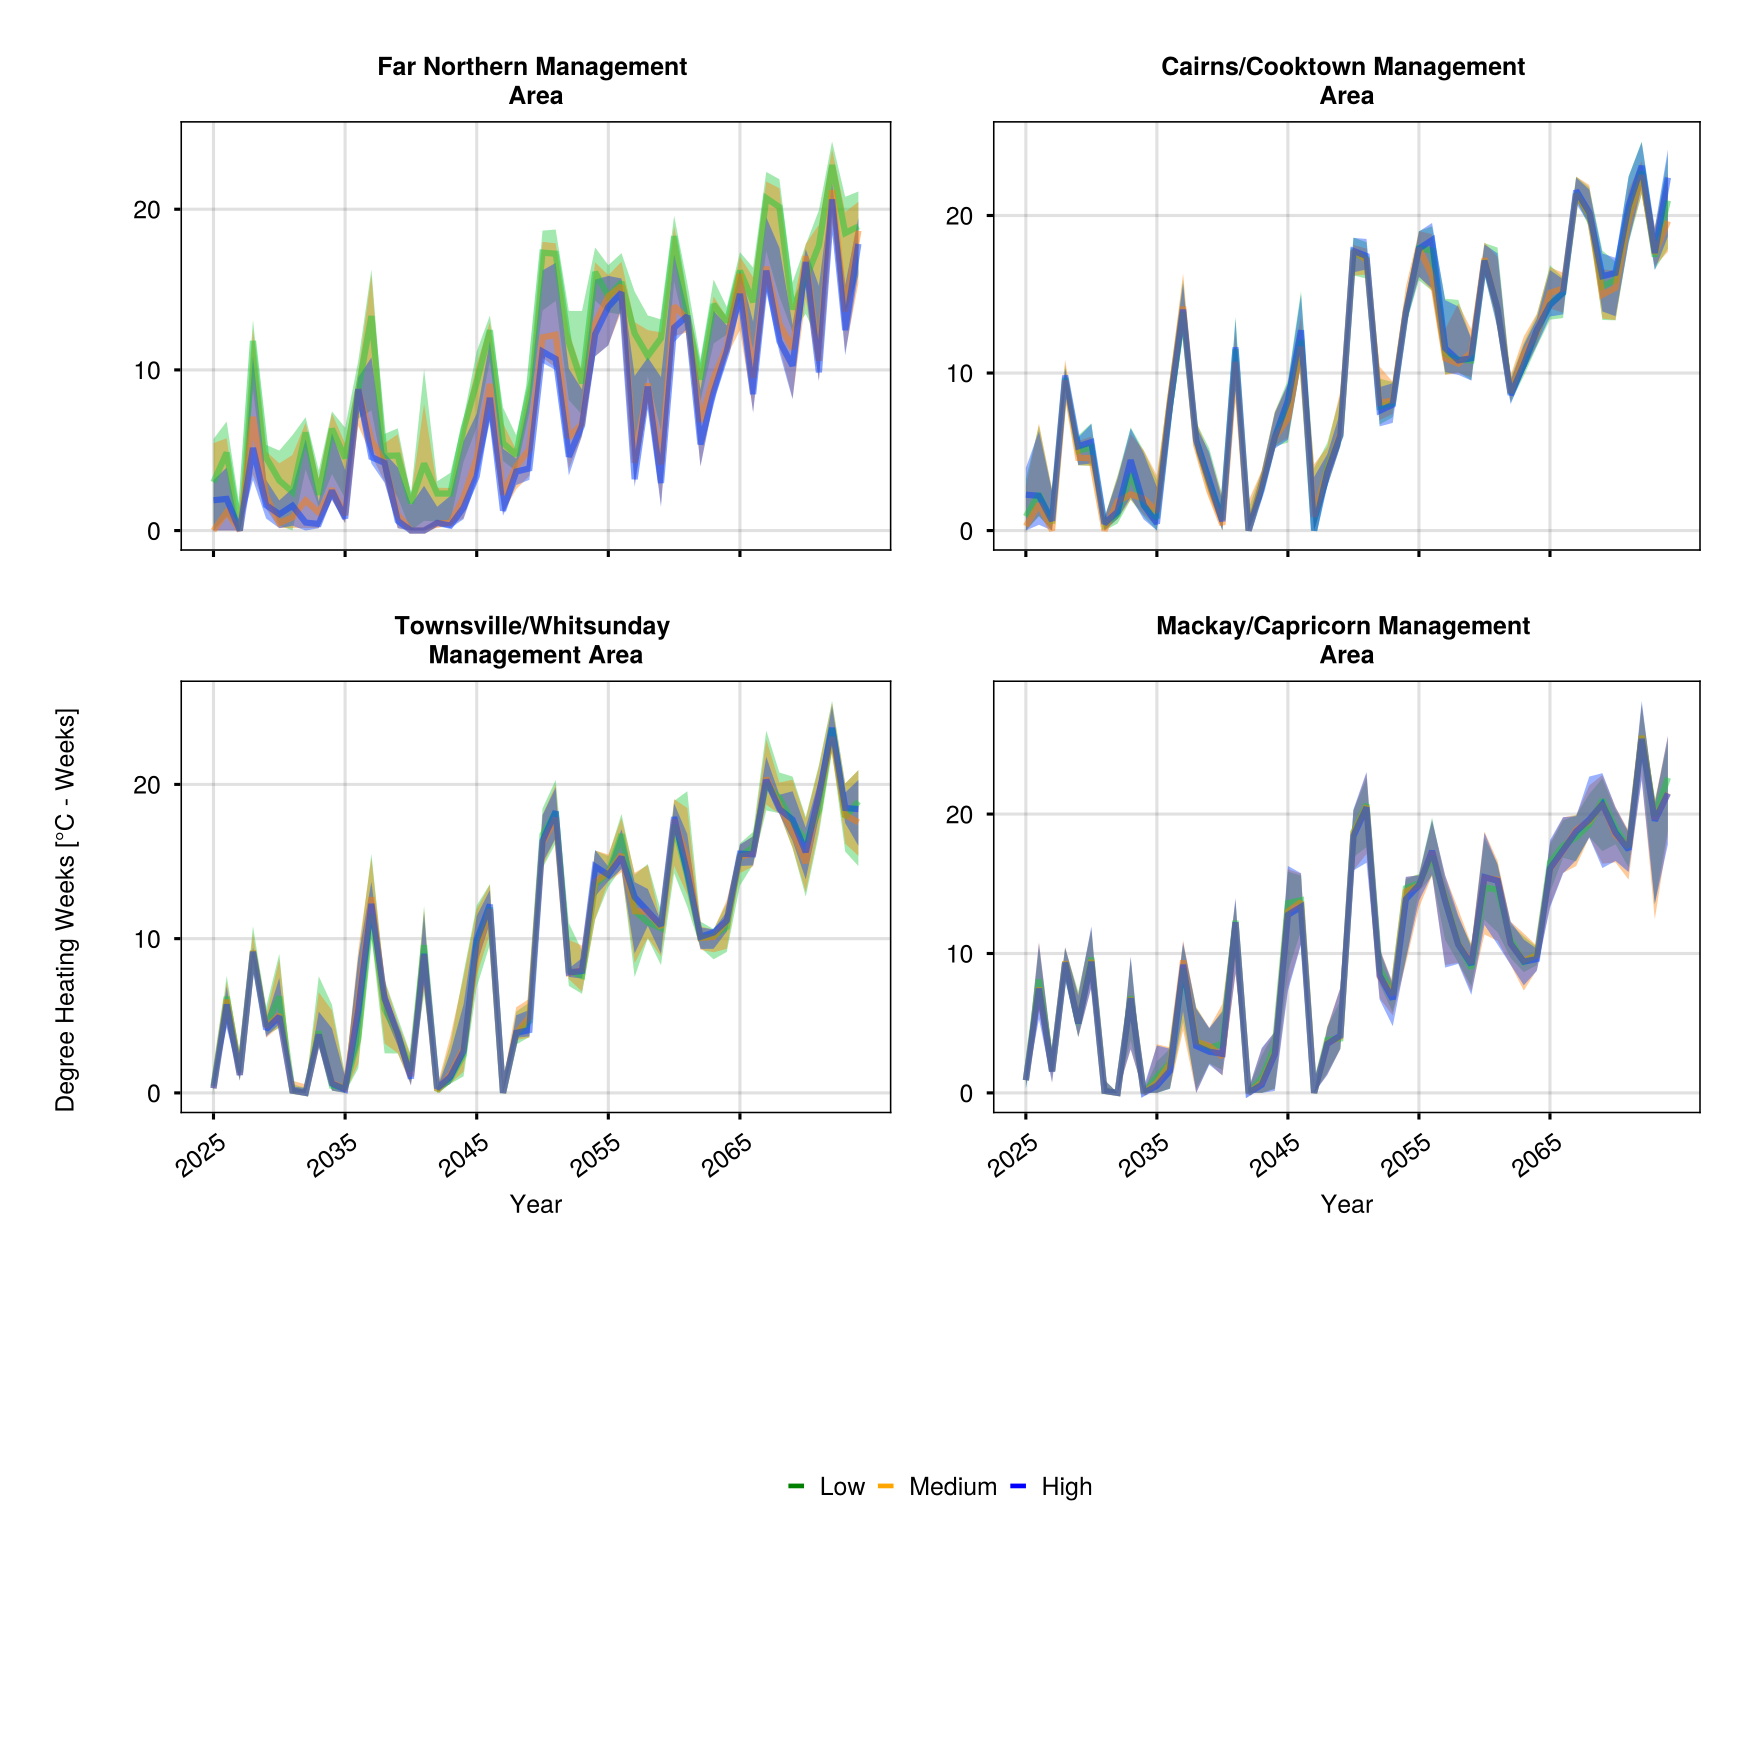 Far Northern Management
Area
Cairns/Cooktown Management
Area
20
10
0
20
10
0
Townsville/Whitsunday
Management Area
Mackay/Capricorn Management
Area
Degree Heating Weeks [°C - Weeks]
20
10
0
20
10
0
2025
2035
2045
2055
2065
2025
2035
2045
2055
2065
Year
Year
Low Medium High